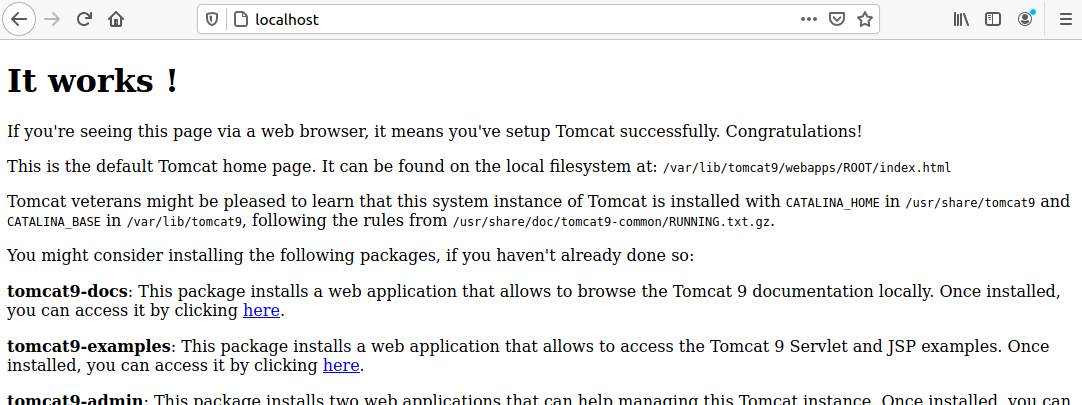 localhost
It works !
If you're seeing this page via a web browser, it means you've setup Tomcat successfully. Congratulations!
This is the default Tomcat home page. It can be found on the local filesystem at: /var/lib/tomcat9/webapps/ROOT/index.html
Tomcat veterans might be pleased to learn that this system instance of Tomcat is installed with CATALINA_HOME in /usr/share/tomcat9 and
CATALINA_BASE in /var/lib/tomcat9, following the rules from /usr/share/doc/tomcat9-common/RUNNING.txt.gz.
You might consider installing the following packages, if you haven't already done so:
tomcat9-docs: This package installs a web application that allows to browse the Tomcat 9 documentation locally. Once installed,
you can access it by clicking here.
tomcat9-examples: This package installs a web application that allows to access the Tomcat 9 Servlet and JSP examples. Once
installed, you can access it by clicking here.
tomcat9-admin: This package installs two web applications that can help managing this Tomcat instance. Once installed, you can